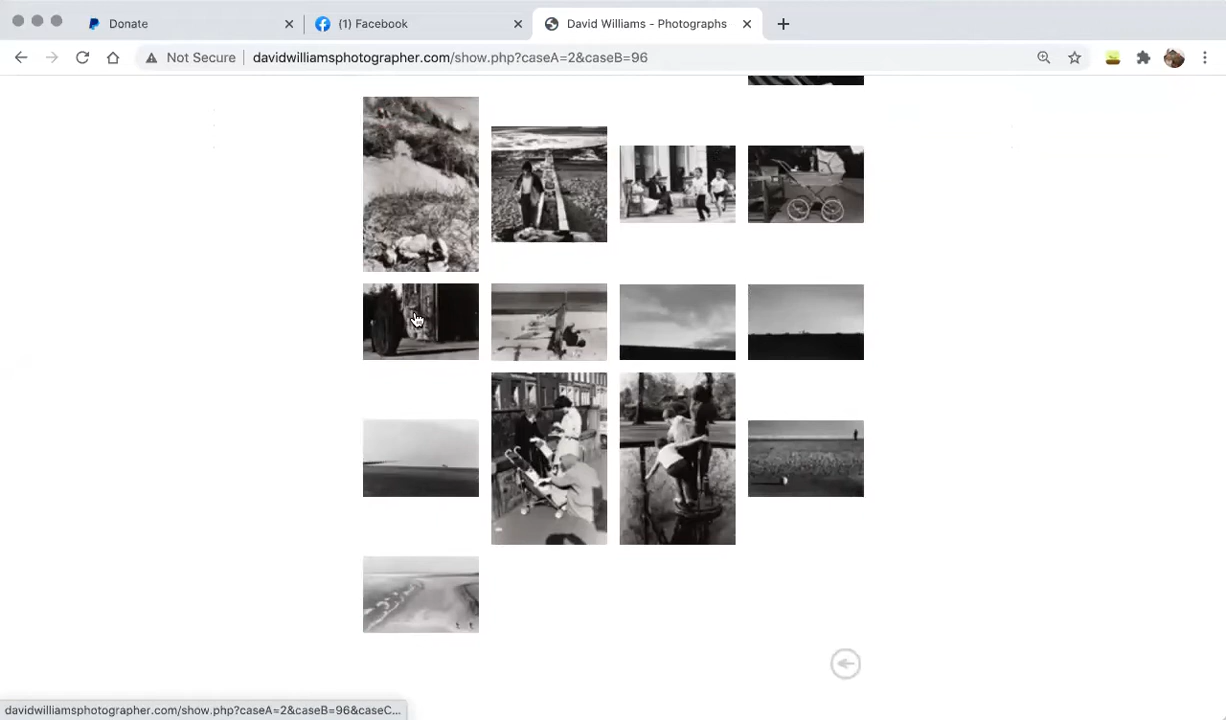 Donate
(1) Facebook
David Williams - Photographs
Not Secure
davidwilliamsphotographer.com/show.php?caseA=2&caseB=96
davidwilliamsphotographer.com/show.php?caseA=2&caseB=96&caseC...